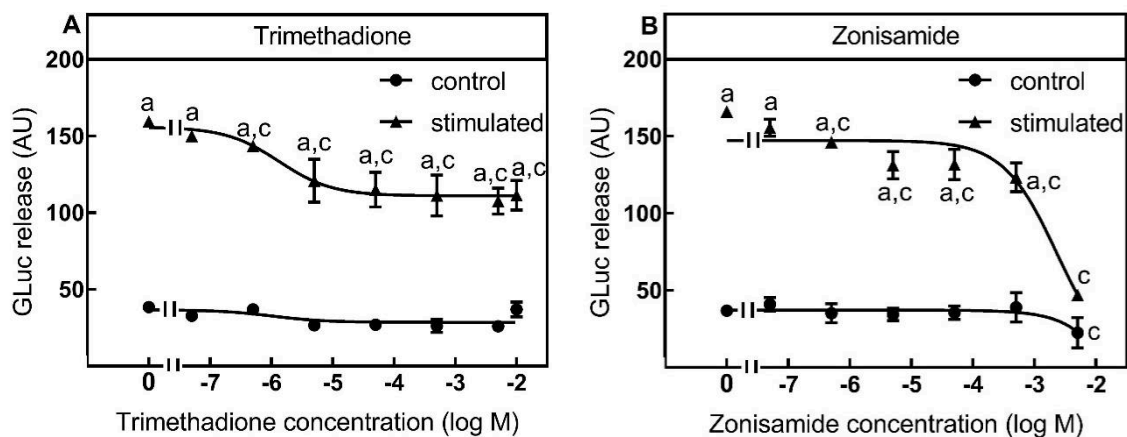 A
Trimethadione
200
150
100
50
GLuc release (AU)
control
stimulated
a
a
a,c
a,c
a,c
a,c
a,c
a,c
0
-7
-6
-5
-4
-3
-2
Trimethadione concentration (log M)
B
Zonisamide
200
150
100
50
GLuc release (AU)
control
stimulated
a
a
a,c
a,c
a,c
a,c
c
c
0
-7
-6
-5
-4
-3
-2
Zonisamide concentration (log M)